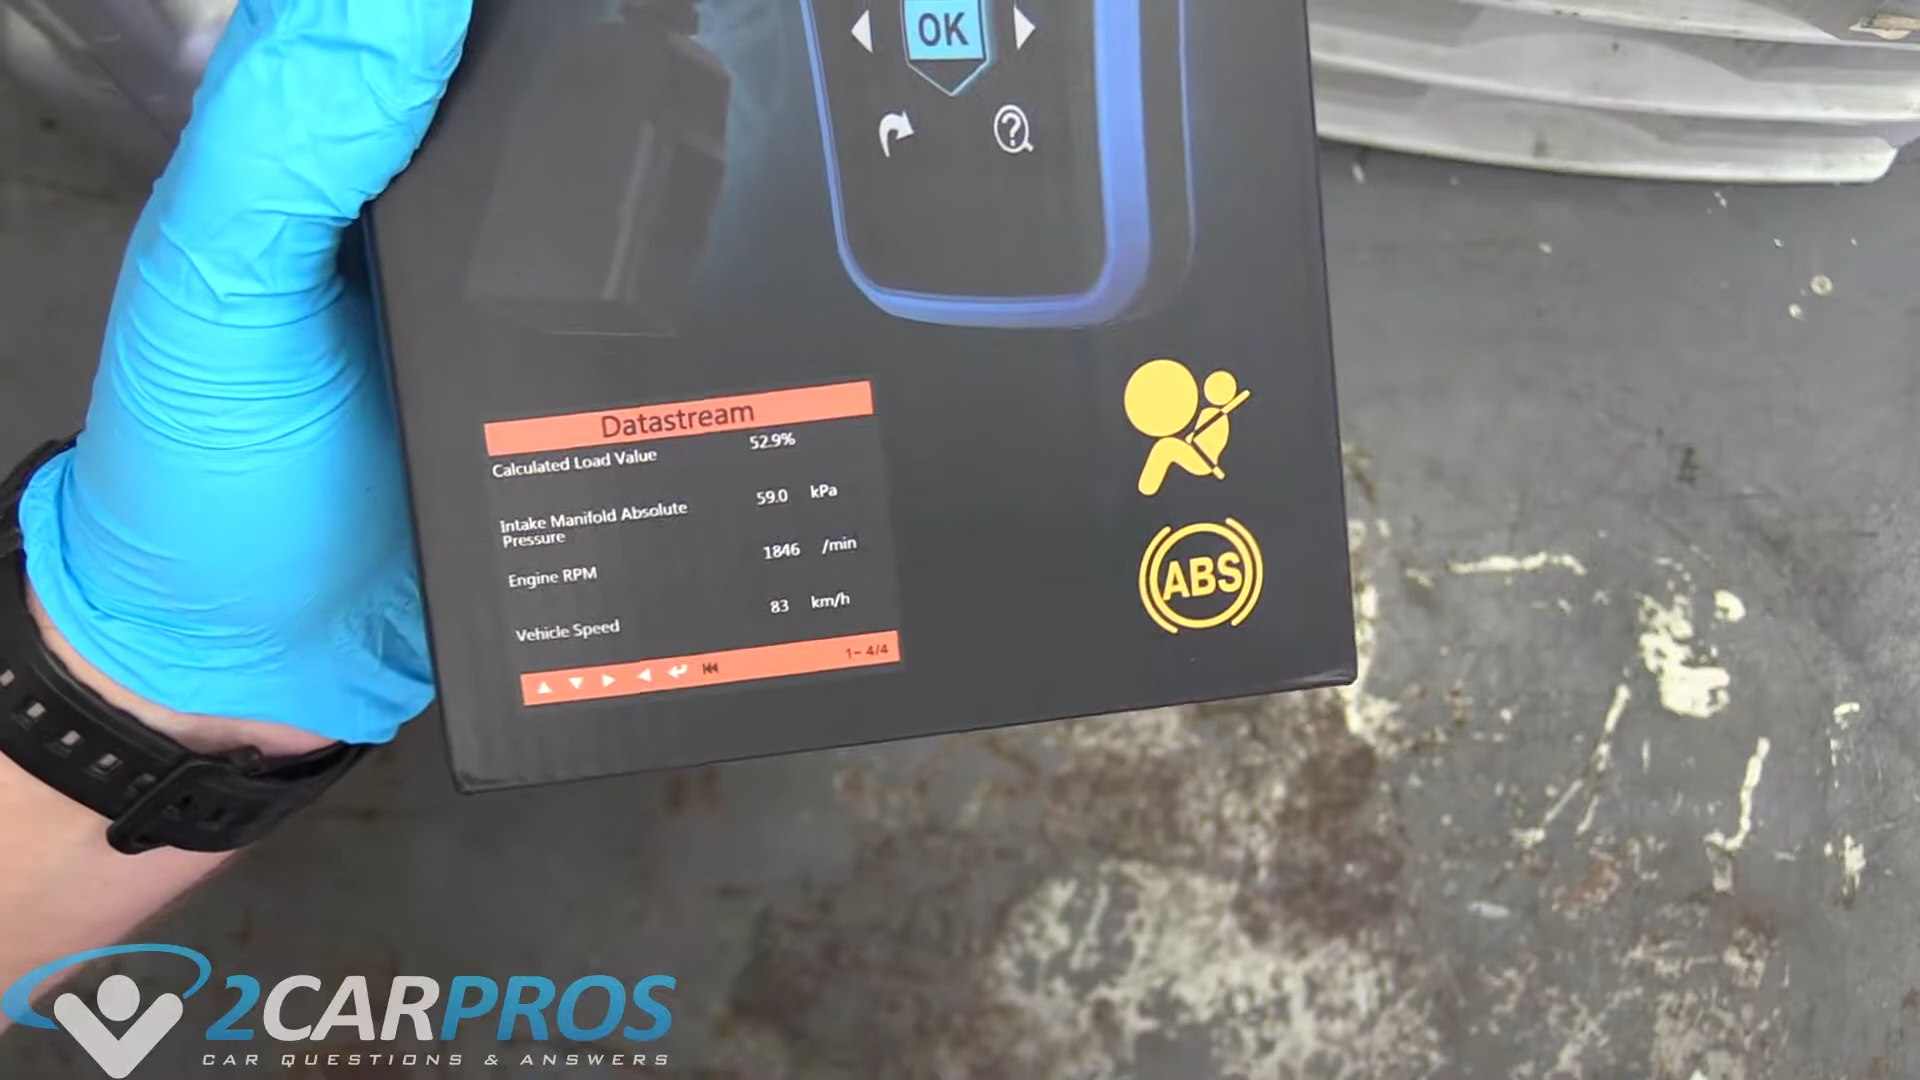 OK
Datastream
Calculated Load Value 52.9%
Intake Manifold Absolute
Pressure 59.0 kPa
Engine RPM 1846 /min
Vehicle Speed 83 km/h
1~ 4/4
ABS
2CARPROS
CAR QUESTIONS & ANSWERS